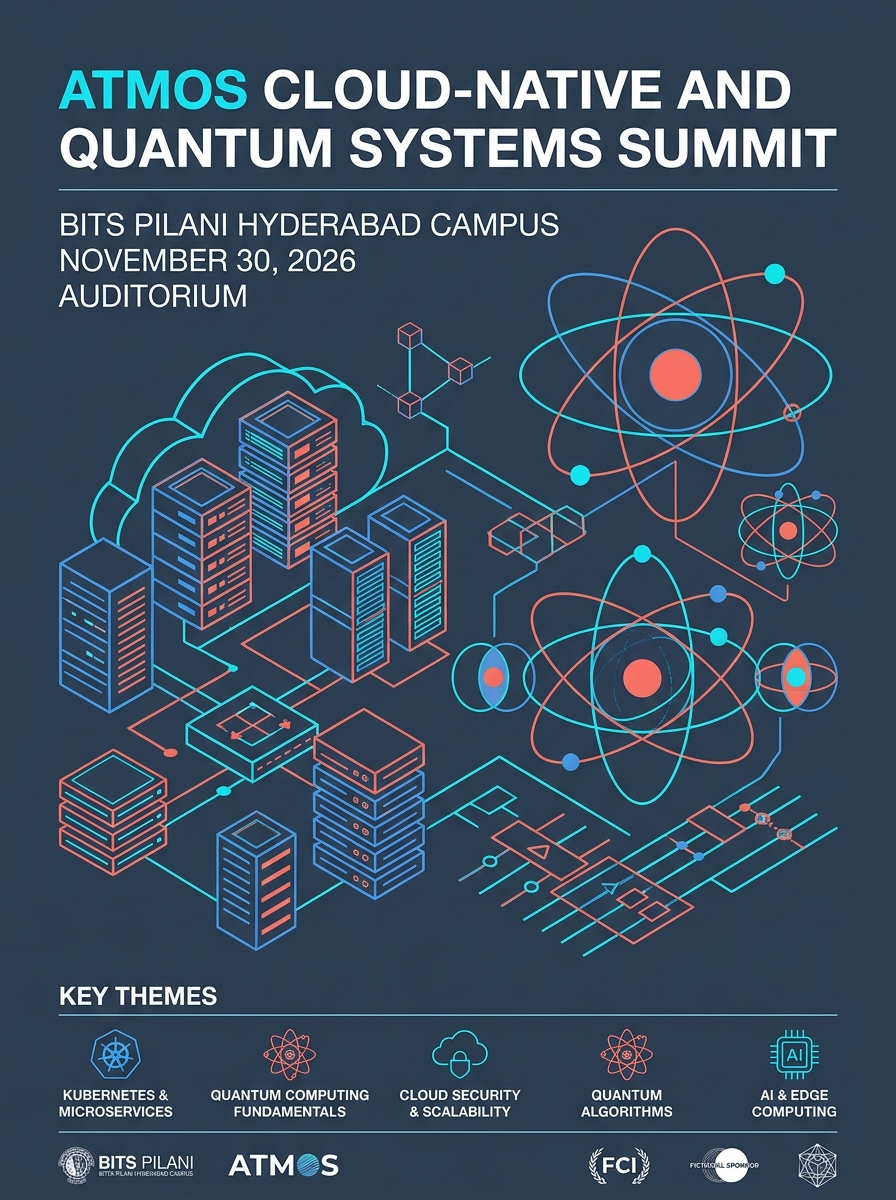 ATMOS CLOUD-NATIVE AND
QUANTUM SYSTEMS SUMMIT
BITS PILANI HYDERABAD CAMPUS
NOVEMBER 30, 2026
AUDITORIUM
KEY THEMES
KUBERNETES &
MICROSERVICES
QUANTUM COMPUTING
FUNDAMENTALS
CLOUD SECURITY
& SCALABILITY
QUANTUM
ALGORITHMS
AI
AI & EDGE
COMPUTING
BITS PILANI
ATMOS
FCI